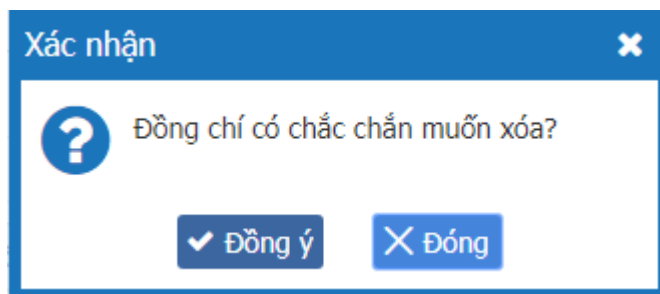 Xác nhận
Đồng chí có chắc chắn muốn xóa?
Đồng ý Đóng